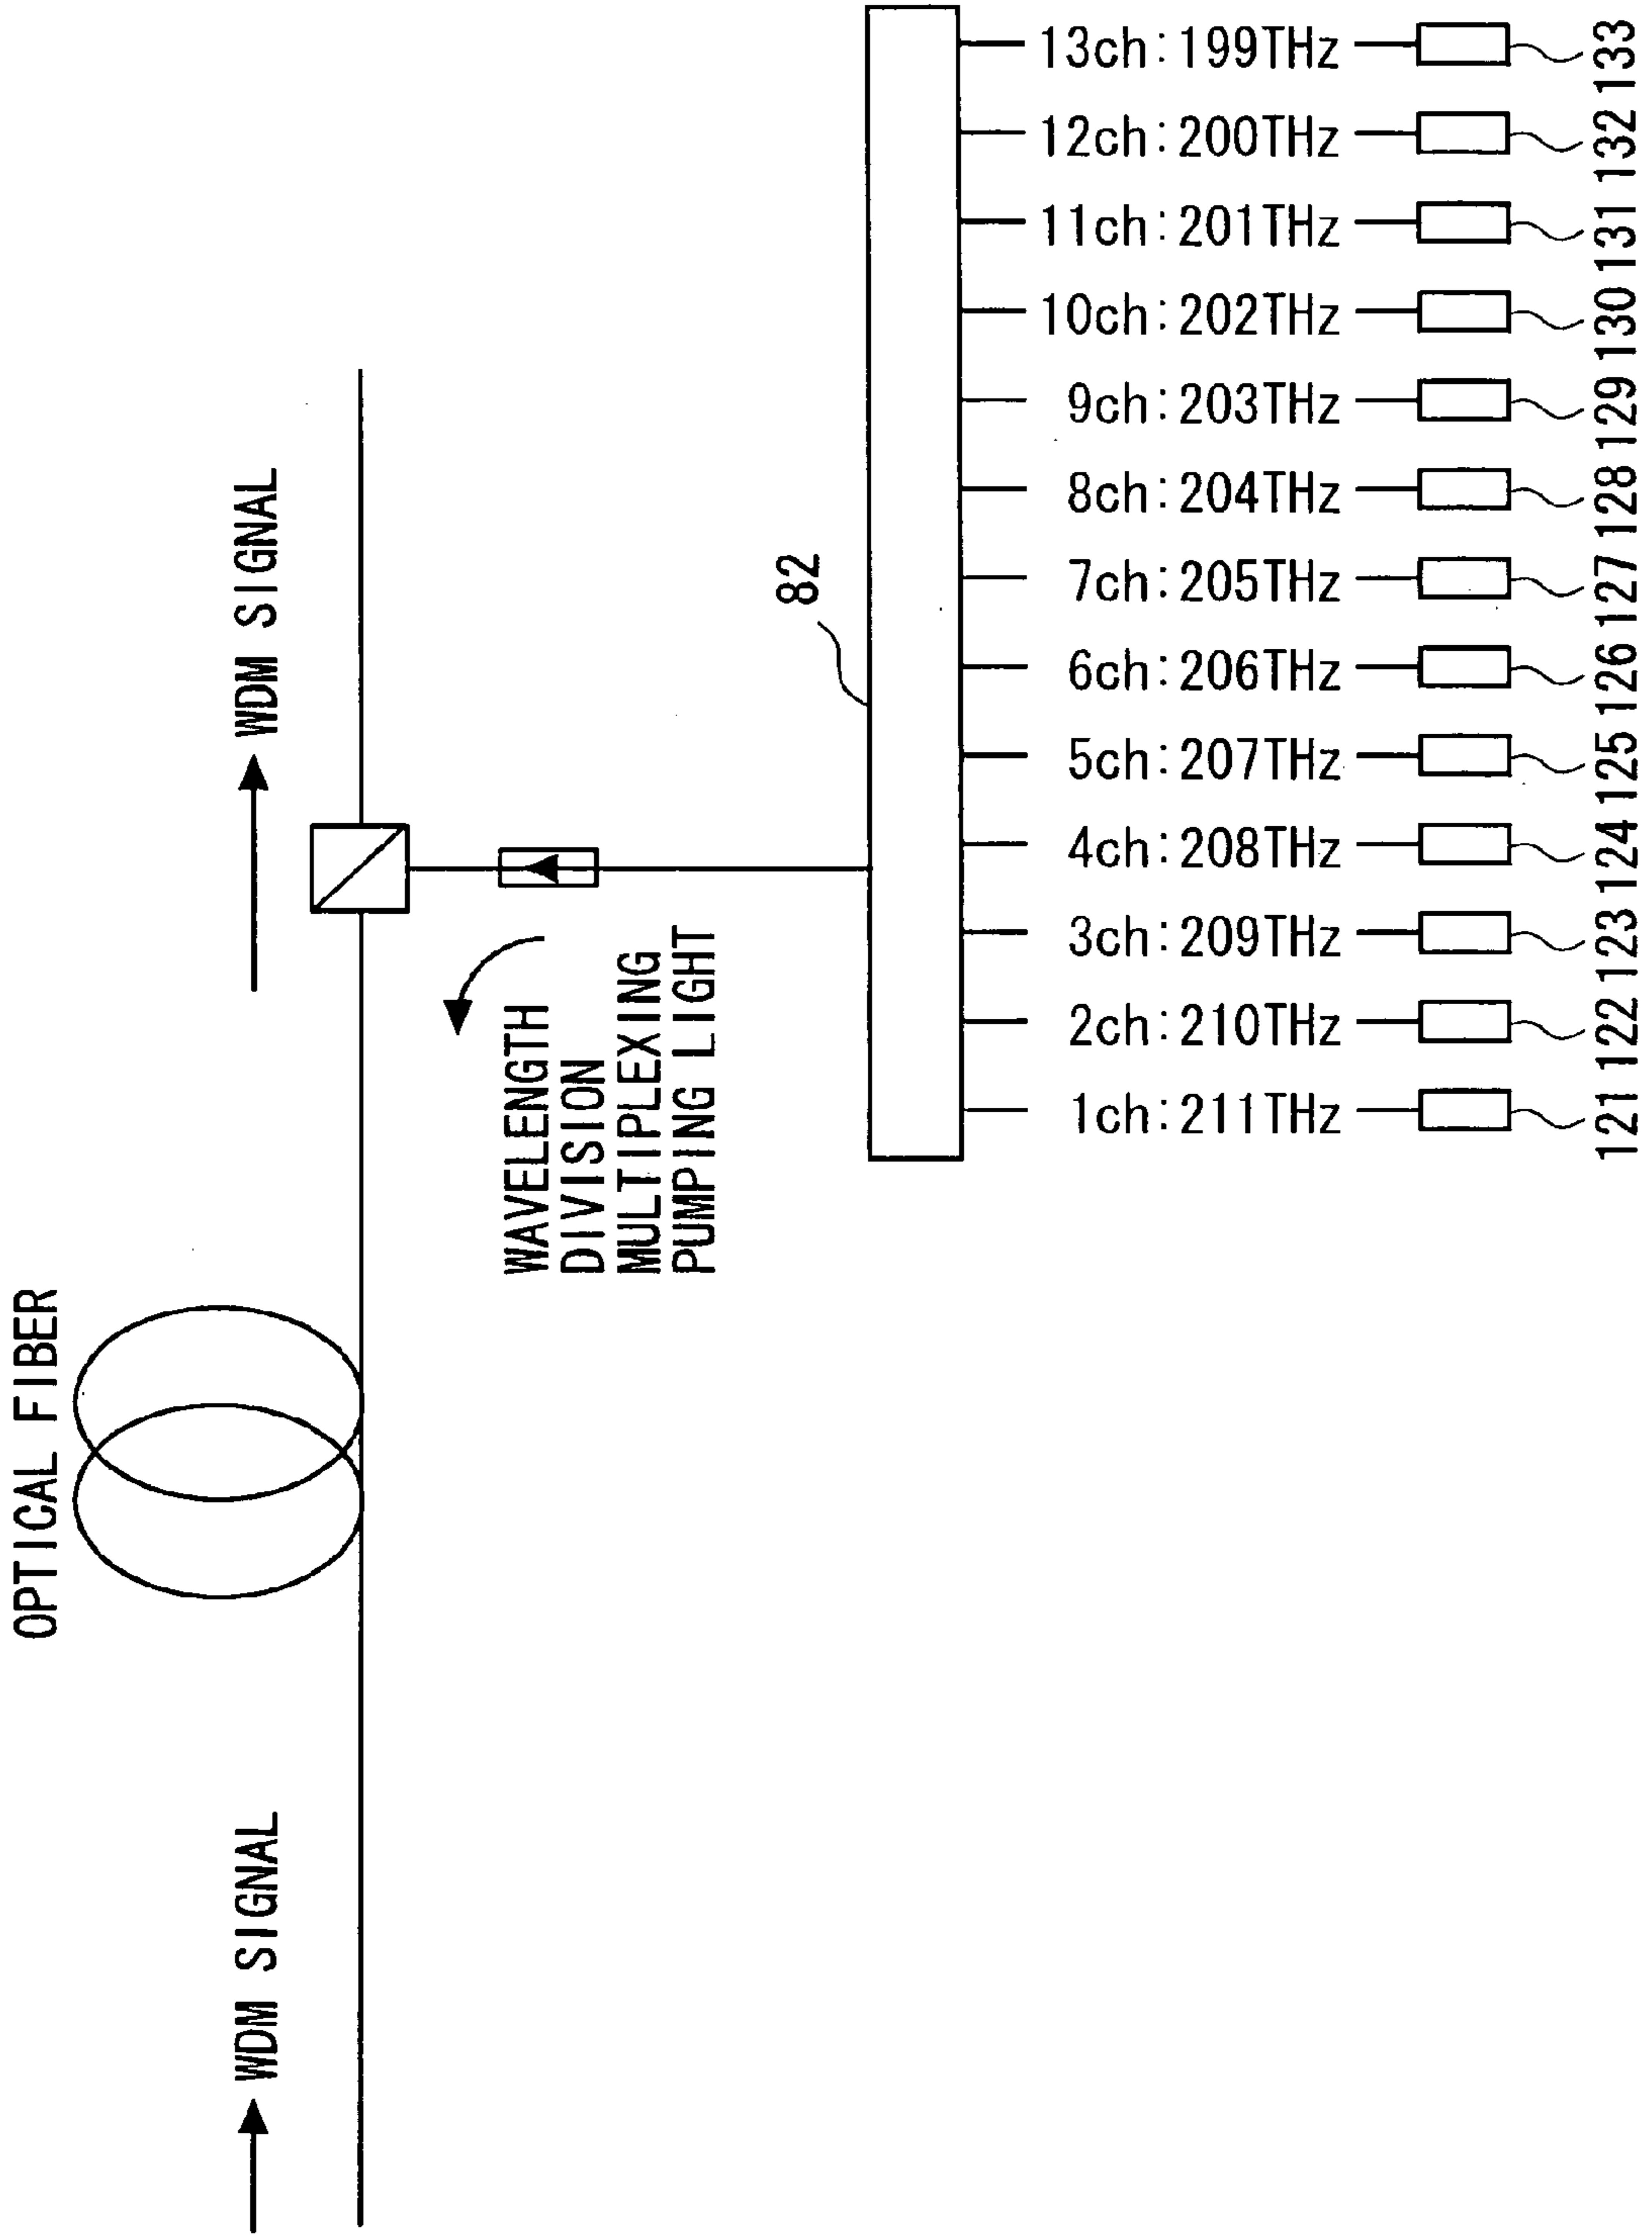 OPTICAL FIBER
WDM SIGNAL
WDM SIGNAL
WAVELENGTH
DIVISION
MULTIPLEXING
PUMPING LIGHT
82
13ch:199THz
133
12ch:200THz
132
11ch:201THz
131
10ch:202THz
130
9ch:203THz
129
8ch:204THz
128
7ch:205THz
127
6ch:206THz
126
5ch:207THz
125
4ch:208THz
124
3ch:209THz
123
2ch:210THz
122
1ch:211THz
121